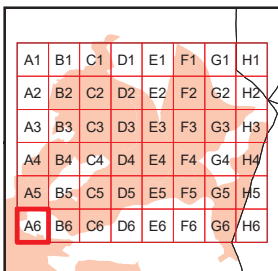 A1 B1 C1 D1 E1 F1 G1 H1
A2 B2 C2 D2 E2 F2 G2 H2
A3 B3 C3 D3 E3 F3 G3 H3
A4 B4 C4 D4 E4 F4 G4 H4
A5 B5 C5 D5 E5 F5 G5 H5
A6 B6 C6 D6 E6 F6 G6 H6